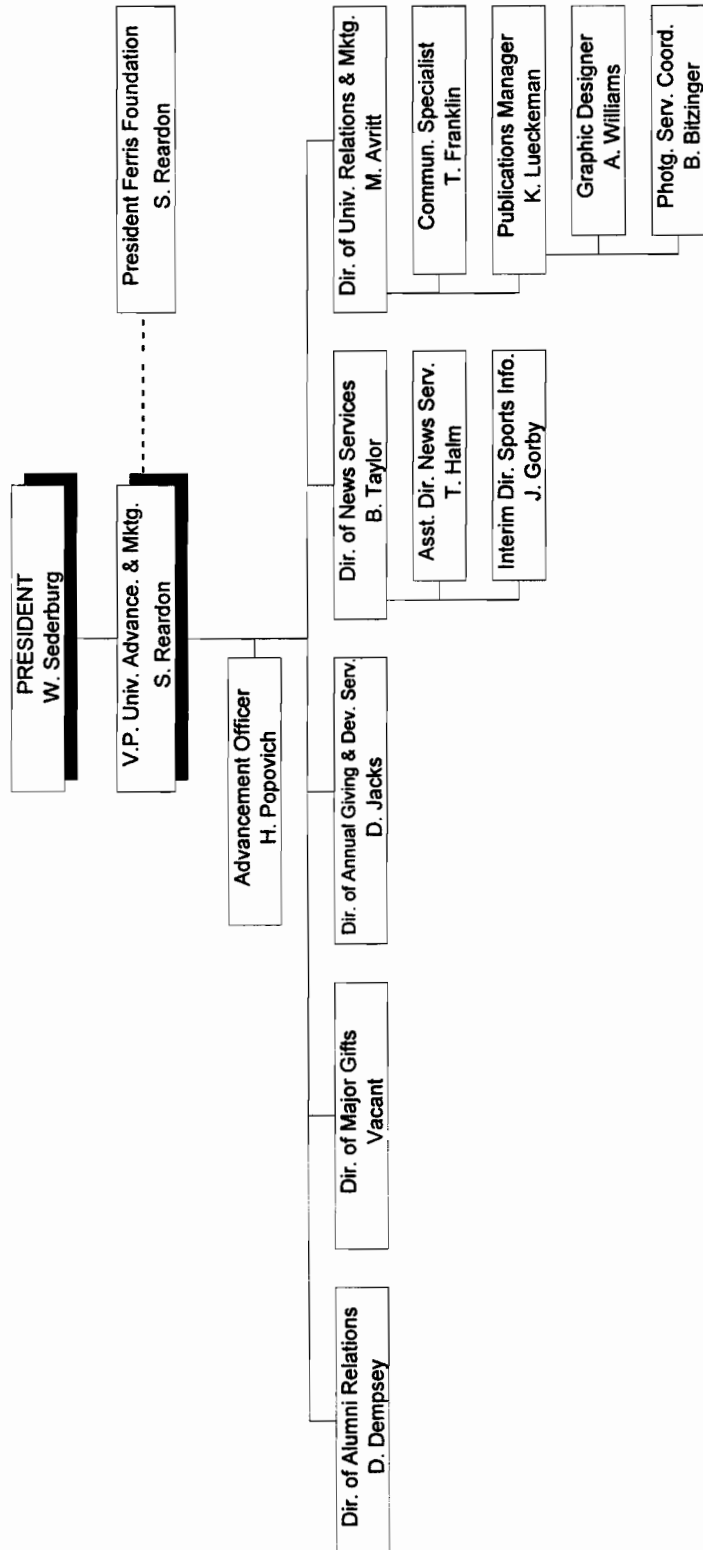 PRESIDENT
W. Sederburg
V.P. Univ. Advance. & Mktg.
S. Reardon
President Ferris Foundation
S. Reardon
Advancement Officer
H. Popovich
Dir. of Alumni Relations
D. Dempsey
Dir. of Major Gifts
Vacant
Dir. of Annual Giving & Dev. Serv.
D. Jacks
Dir. of News Services
B. Taylor
Asst. Dir. News Serv.
T. Halm
Interim Dir. Sports Info.
J. Gorby
Dir. of Univ. Relations & Mktg.
M. Avritt
Commun. Specialist
T. Franklin
Publications Manager
K. Lueckeman
Graphic Designer
A. Williams
Photg. Serv. Coord.
B. Bitzinger